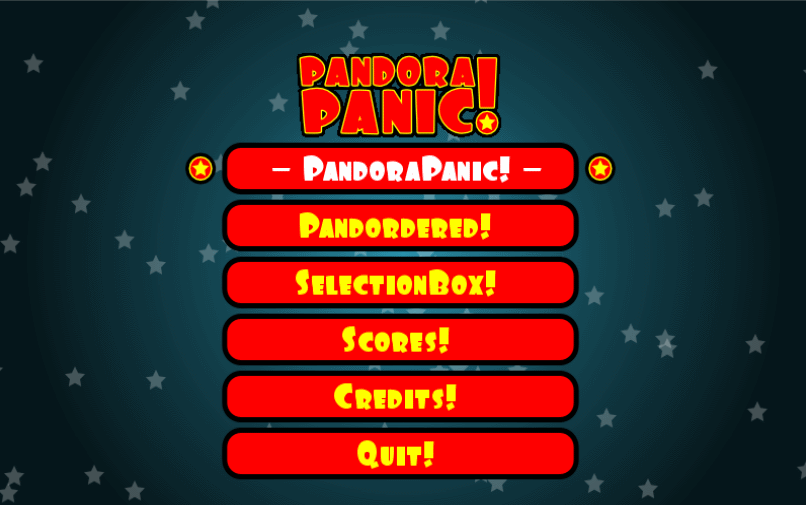 PANDORA
PANIC!
– PANDORAPANIC! –
PANDORDERED!
SELECTIONBOX!
SCORES!
CREDITS!
QUIT!